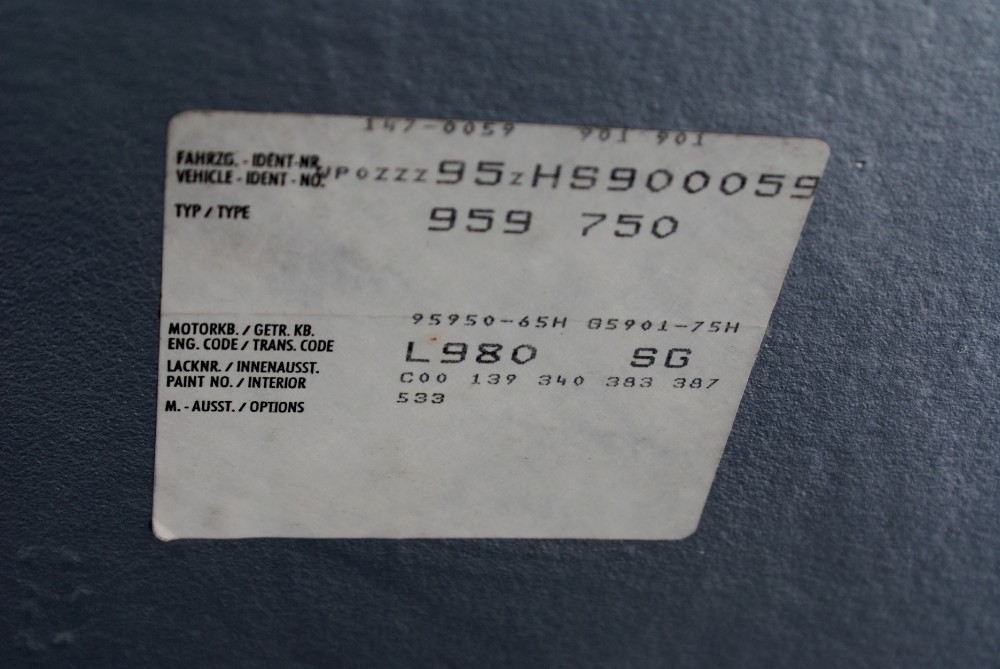 147-0059 901 901
FAHRZG. - IDENT-NR.
VEHICLE - IDENT - NO. WP0ZZZ95ZHS900059
TYP / TYPE 959 750
95950-65H G5901-75H
MOTORKB. / GETR. KB.
ENG. CODE / TRANS. CODE L980 SG
LACKNR. / INNENAUSST.
PAINT NO. / INTERIOR C00 139 340 383 387
M. - AUSST. / OPTIONS 533